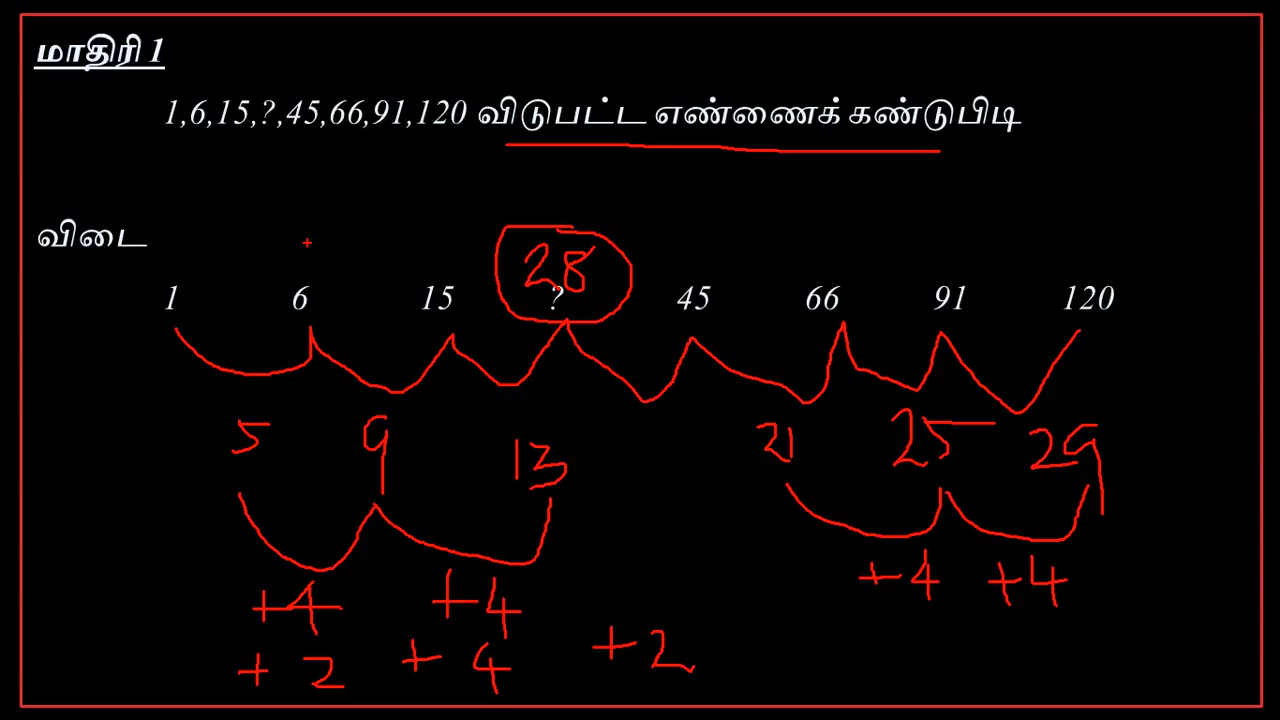 மாதிரி 1
1,6,15,?,45,66,91,120 விடுபட்ட எண்ணைக் கண்டுபிடி
விடை
28
1 6 15 ? 45 66 91 120
5 9 13 21 25 29
+4 +4 +4 +4
+2 +4 +2